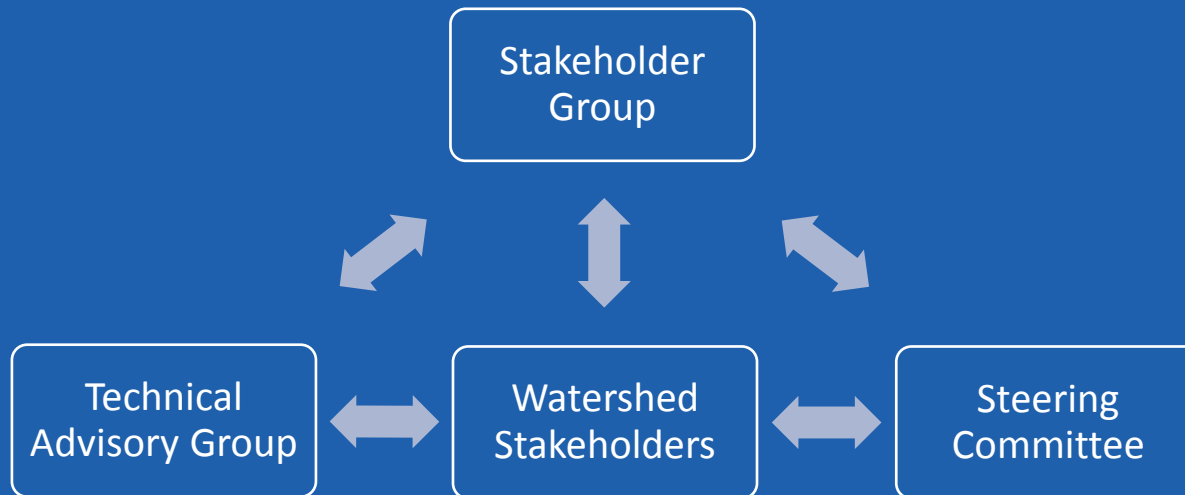 Stakeholder
Group
Technical
Advisory Group
Watershed
Stakeholders
Steering
Committee